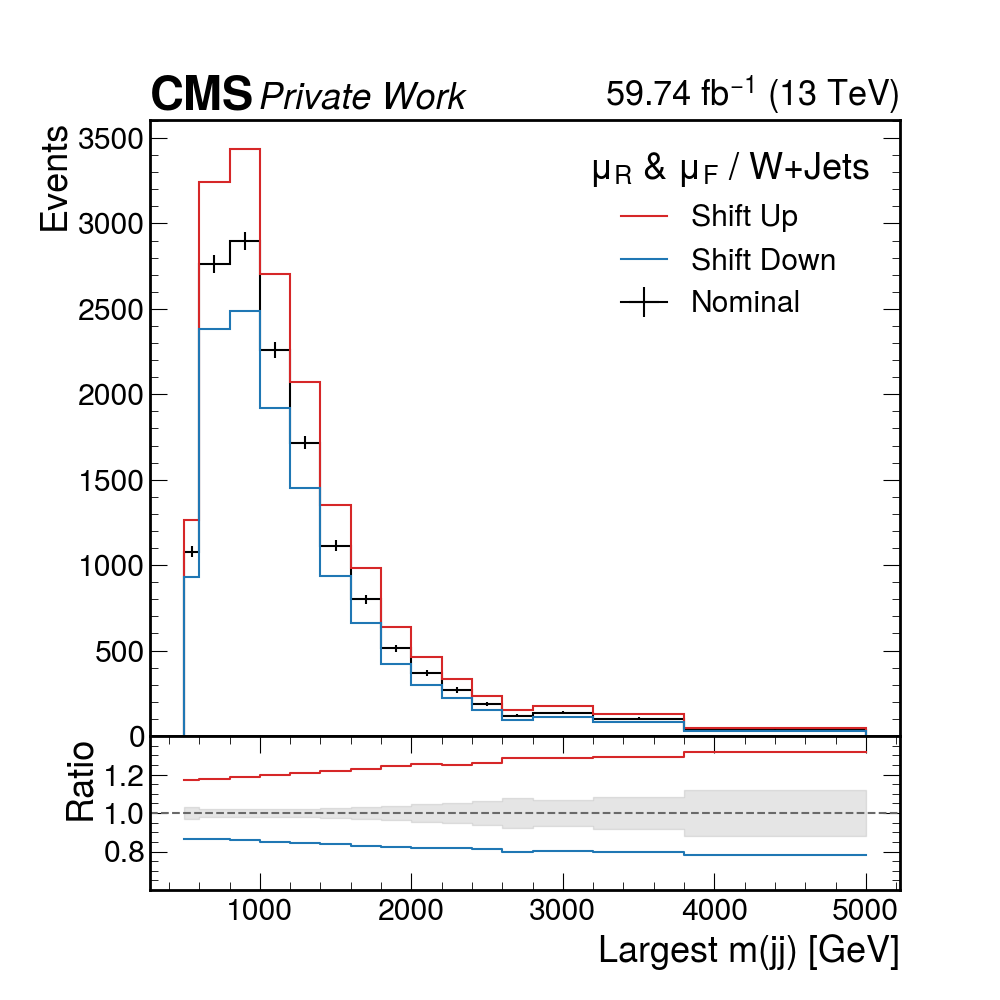 CMS Private Work 59.74 fb⁻¹ (13 TeV)
Events
3500
3000
2500
2000
1500
1000
500
0
μR & μF / W+Jets
Shift Up
Shift Down
Nominal
Ratio
1.2
1.0
0.8
1000 2000 3000 4000 5000
Largest m(jj) [GeV]